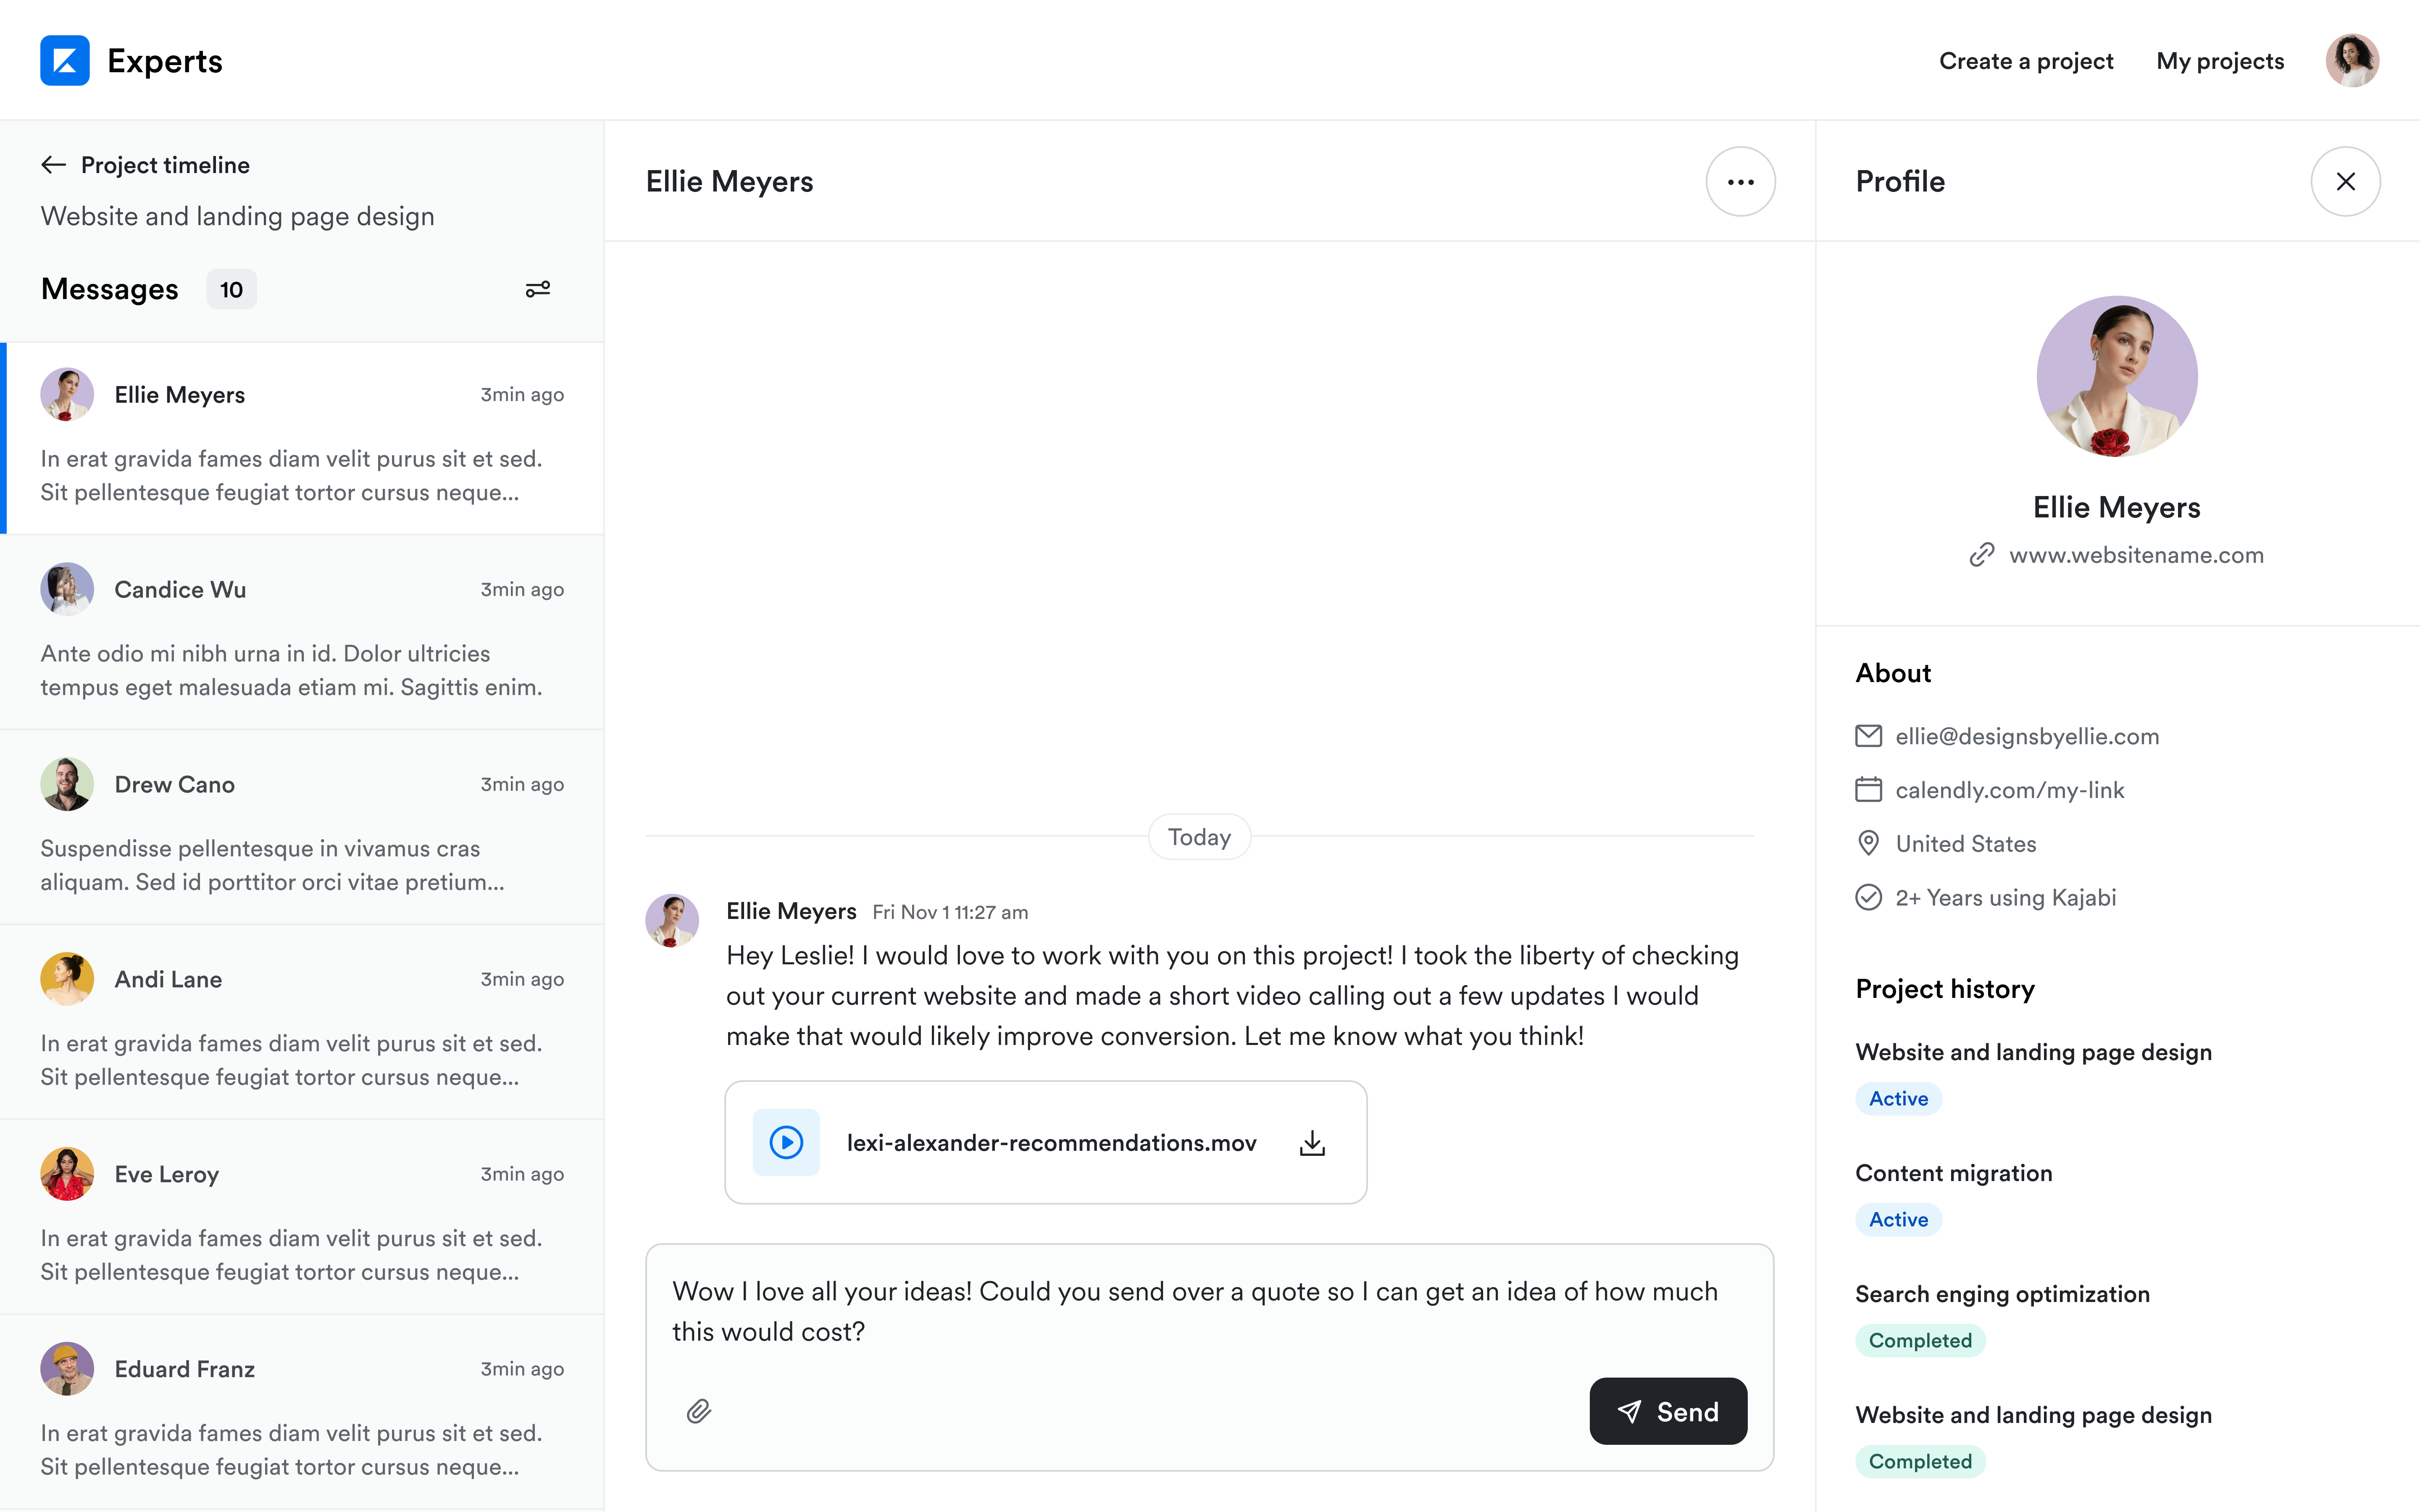 Experts
Create a project
My projects
Project timeline
Website and landing page design
Messages
10
Ellie Meyers
3min ago
In erat gravida fames diam velit purus sit et sed.
Sit pellentesque feugiat tortor cursus neque...
Candice Wu
3min ago
Ante odio mi nibh urna in id. Dolor ultricies
tempus eget malesuada etiam mi. Sagittis enim.
Drew Cano
3min ago
Suspendisse pellentesque in vivamus cras
aliquam. Sed id porttitor orci vitae pretium...
Andi Lane
3min ago
In erat gravida fames diam velit purus sit et sed.
Sit pellentesque feugiat tortor cursus neque...
Eve Leroy
3min ago
In erat gravida fames diam velit purus sit et sed.
Sit pellentesque feugiat tortor cursus neque...
Eduard Franz
3min ago
In erat gravida fames diam velit purus sit et sed.
Sit pellentesque feugiat tortor cursus neque...
Ellie Meyers
Today
Ellie Meyers
Fri Nov 1 11:27 am
Hey Leslie! I would love to work with you on this project! I took the liberty of checking
out your current website and made a short video calling out a few updates I would
make that would likely improve conversion. Let me know what you think!
lexi-alexander-recommendations.mov
Wow I love all your ideas! Could you send over a quote so I can get an idea of how much
this would cost?
Send
Profile
Ellie Meyers
www.websitename.com
About
ellie@designsbyellie.com
calendly.com/my-link
United States
2+ Years using Kajabi
Project history
Website and landing page design
Active
Content migration
Active
Search enging optimization
Completed
Website and landing page design
Completed